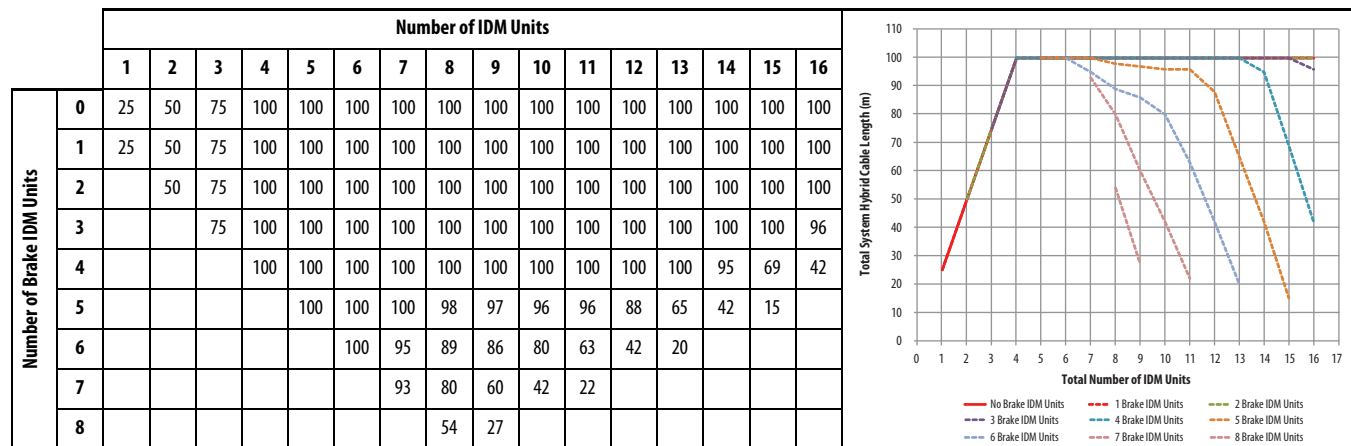 Number of IDM Units
1 2 3 4 5 6 7 8 9 10 11 12 13 14 15 16
Number of Brake IDM Units
0 25 50 75 100 100 100 100 100 100 100 100 100 100 100 100 100
1 25 50 75 100 100 100 100 100 100 100 100 100 100 100 100 100
2 50 75 100 100 100 100 100 100 100 100 100 100 100 100 100
3 75 100 100 100 100 100 100 100 100 100 100 100 100 96
4 100 100 100 100 100 100 100 100 100 100 95 69 42
5 100 100 100 98 97 96 96 88 65 42 15
6 100 95 89 86 80 63 42 20
7 93 80 60 42 22
8 54 27
Total System Hybrid Cable Length (m)
110
100
90
80
70
60
50
40
30
20
10
0
0 1 2 3 4 5 6 7 8 9 10 11 12 13 14 15 16 17
Total Number of IDM Units
No Brake IDM Units 1 Brake IDM Units 2 Brake IDM Units
3 Brake IDM Units 4 Brake IDM Units 5 Brake IDM Units
6 Brake IDM Units 7 Brake IDM Units 8 Brake IDM Units